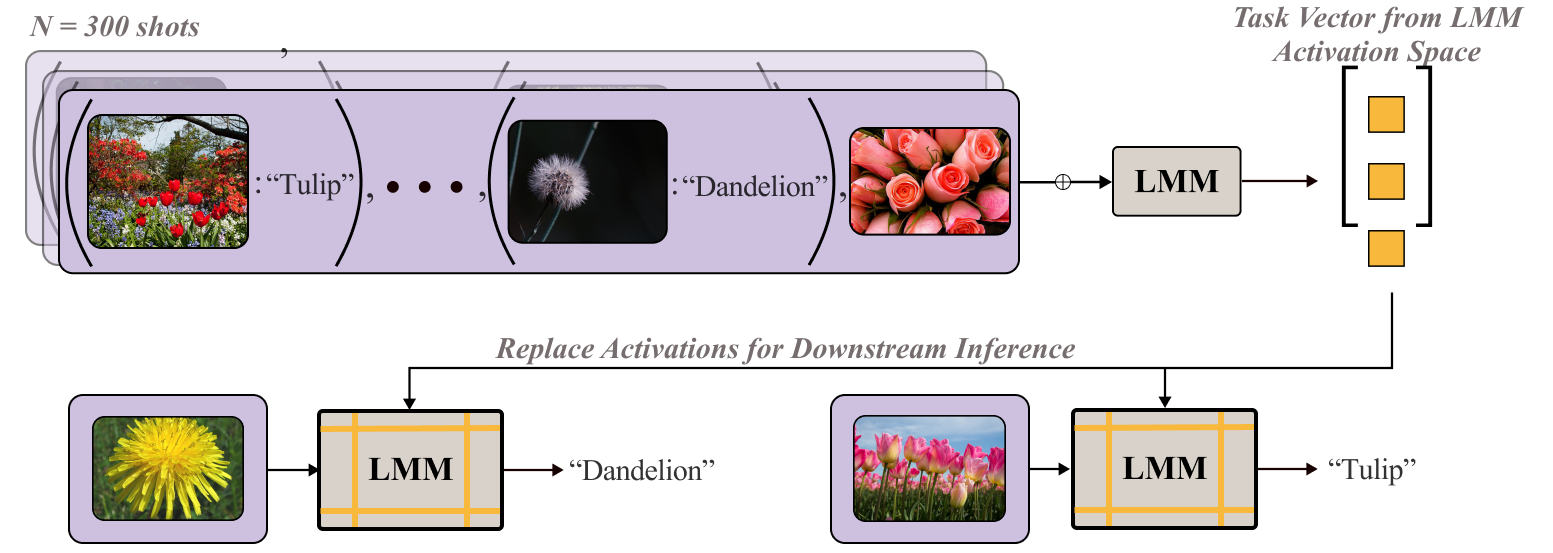 N = 300 shots
Task Vector from LMM
Activation Space
,
: “Tulip” , • • • , : “Dandelion” ,
LMM
Replace Activations for Downstream Inference
LMM
“Dandelion”
LMM
“Tulip”